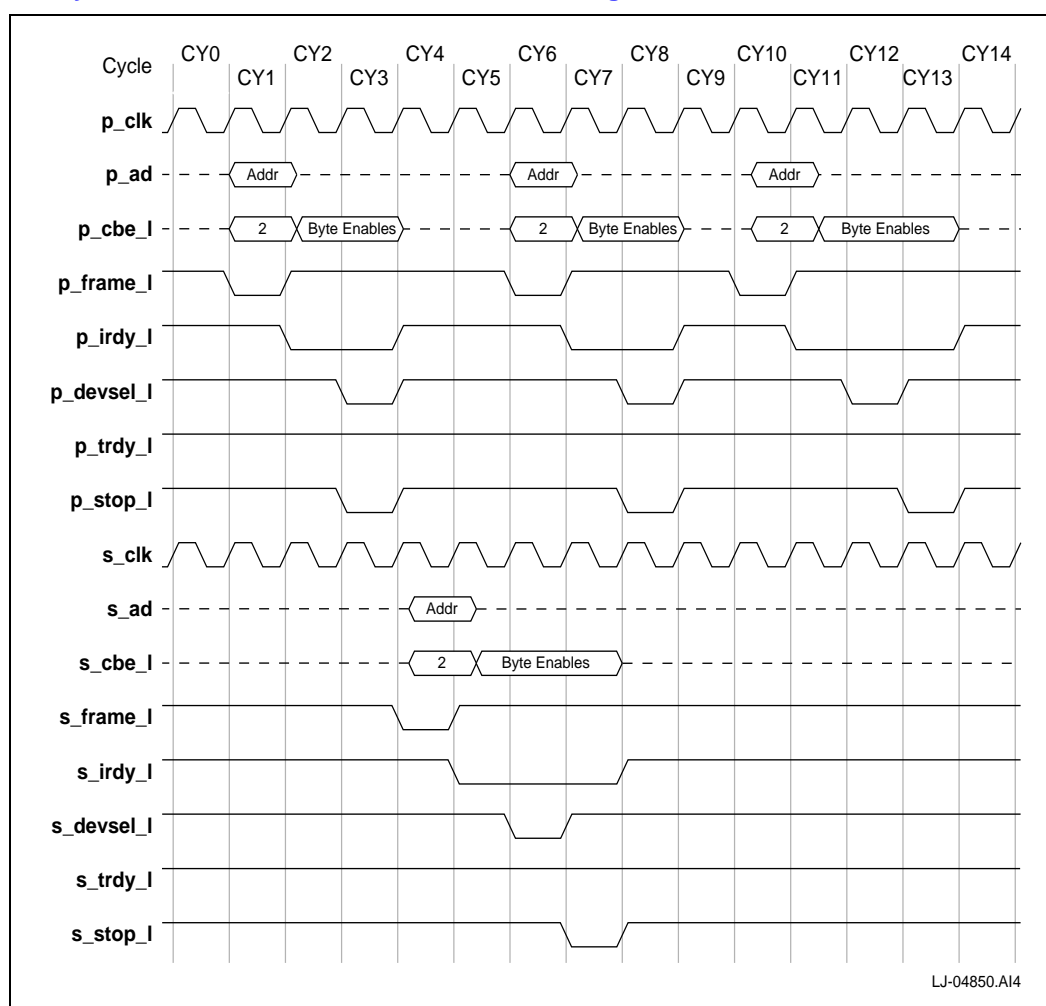 Cycle CY0 CY2 CY4 CY6 CY8 CY10 CY12 CY14
CY1 CY3 CY5 CY7 CY9 CY11 CY13
p_clk
p_ad Addr Addr Addr
p_cbe_l 2 Byte Enables 2 Byte Enables 2 Byte Enables
p_frame_l
p_irdy_l
p_devsel_l
p_trdy_l
p_stop_l
s_clk
s_ad Addr
s_cbe_l 2 Byte Enables
s_frame_l
s_irdy_l
s_devsel_l
s_trdy_l
s_stop_l
LJ-04850.AI4